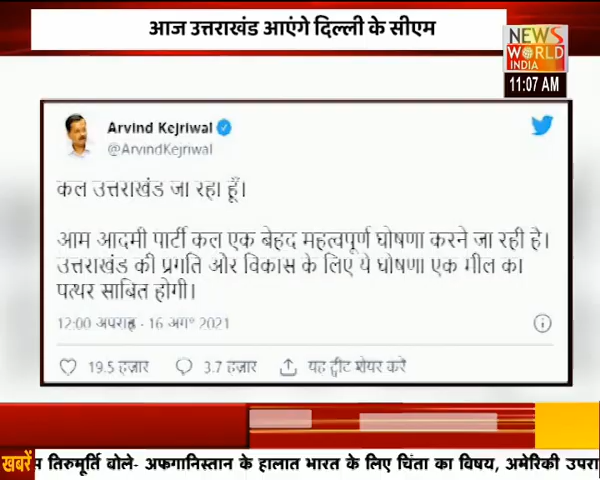 आज उत्तराखंड आएंगे दिल्ली के सीएम
NEWS
WORLD
INDIA
11:07 AM
Arvind Kejriwal
@ArvindKejriwal
कल उत्तराखंड जा रहा हूँ।
आम आदमी पार्टी कल एक बेहद महत्वपूर्ण घोषणा करने जा रही है।
उत्तराखंड की प्रगति और विकास के लिए ये घोषणा एक मील का
पत्थर साबित होगी।
12:00 अपराह्न · 16 अग॰ 2021
19.5 हज़ार 3.7 हज़ार यह ट्वीट शेयर करें
खबरें
तिरुमूर्ति बोले- अफगानिस्तान के हालात भारत के लिए चिंता का विषय, अमेरिकी उपरा